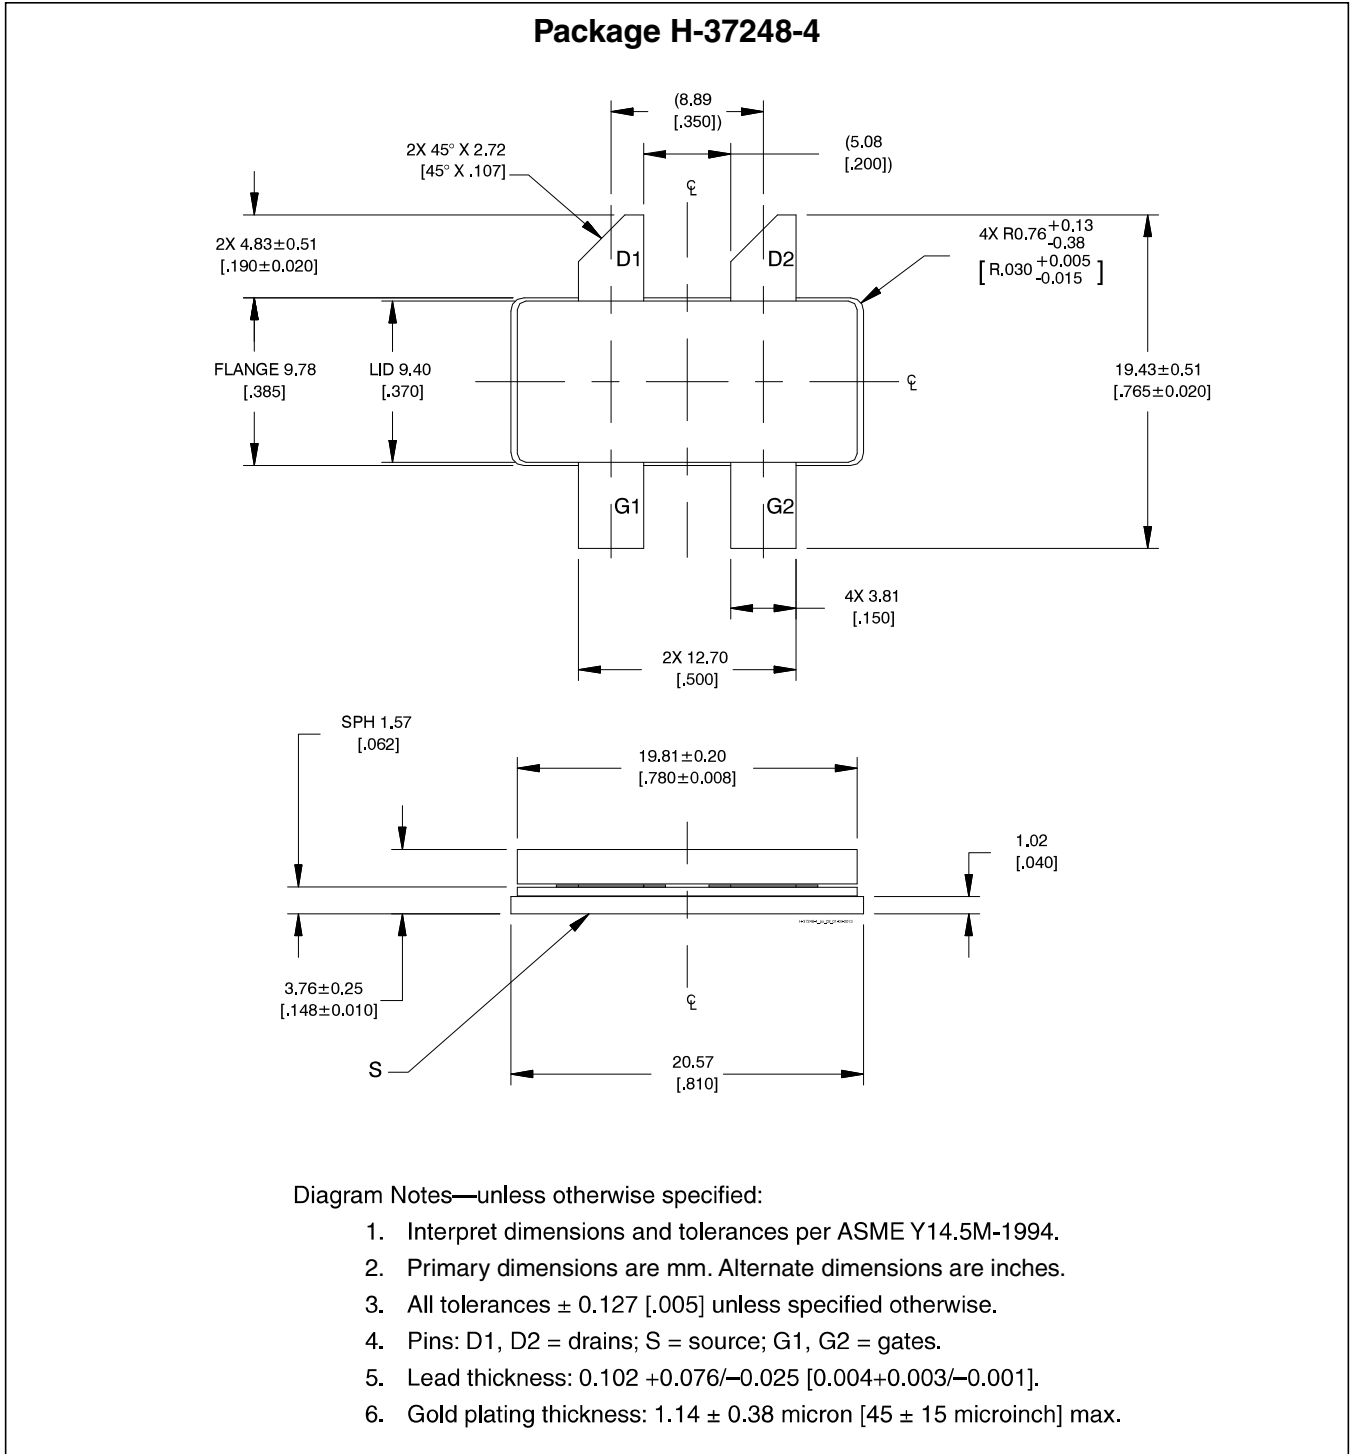 Package H-37248-4
(8.89
[.350])
2X 45° X 2.72
[45° X .107]
(5.08
[.200])
℄
2X 4.83±0.51
[.190±0.020]
4X R0.76 +0.13
-0.38
[ R.030 +0.005
-0.015 ]
D1
D2
FLANGE 9.78
[.385]
LID 9.40
[.370]
℄
19.43±0.51
[.765±0.020]
G1
G2
4X 3.81
[.150]
2X 12.70
[.500]
SPH 1.57
[.062]
19.81±0.20
[.780±0.008]
1.02
[.040]
3.76±0.25
[.148±0.010]
℄
S
20.57
[.810]
Diagram Notes—unless otherwise specified:
1. Interpret dimensions and tolerances per ASME Y14.5M-1994.
2. Primary dimensions are mm. Alternate dimensions are inches.
3. All tolerances ± 0.127 [.005] unless specified otherwise.
4. Pins: D1, D2 = drains; S = source; G1, G2 = gates.
5. Lead thickness: 0.102 +0.076/–0.025 [0.004+0.003/–0.001].
6. Gold plating thickness: 1.14 ± 0.38 micron [45 ± 15 microinch] max.